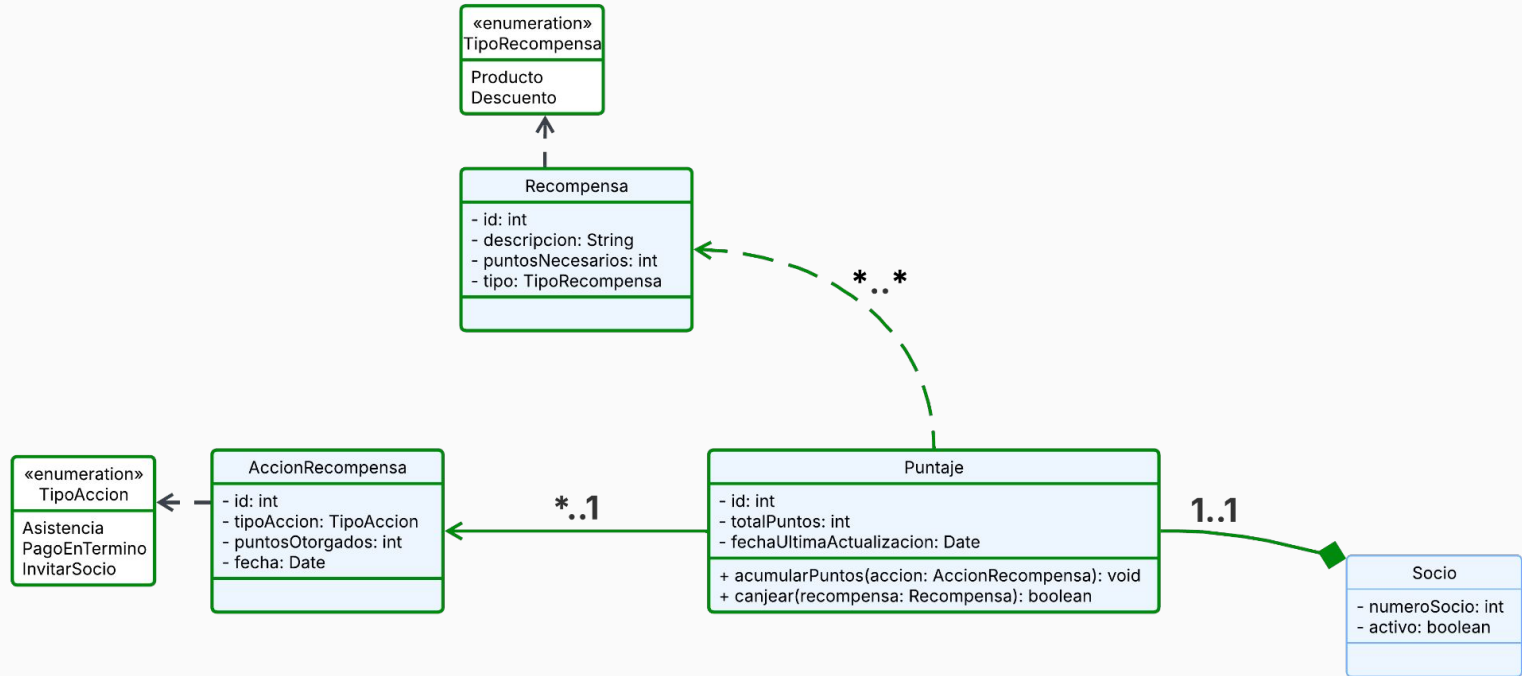 «enumeration»
TipoRecompensa
Producto
Descuento
Recompensa
- id: int
- descripcion: String
- puntosNecesarios: int
- tipo: TipoRecompensa
*..*
«enumeration»
TipoAccion
Asistencia
PagoEnTermino
InvitarSocio
AccionRecompensa
- id: int
- tipoAccion: TipoAccion
- puntosOtorgados: int
- fecha: Date
*..1
Puntaje
- id: int
- totalPuntos: int
- fechaUltimaActualizacion: Date
+ acumularPuntos(accion: AccionRecompensa): void
+ canjear(recompensa: Recompensa): boolean
1..1
Socio
- numeroSocio: int
- activo: boolean